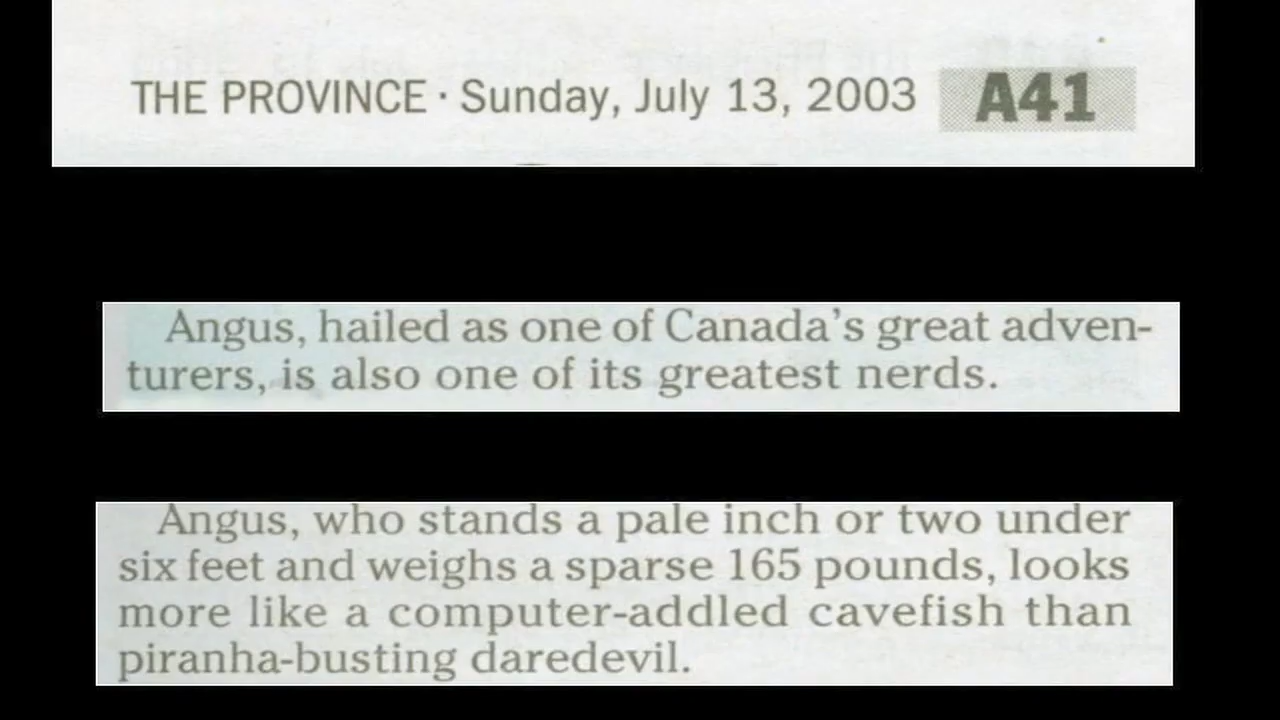 THE PROVINCE · Sunday, July 13, 2003 A41
Angus, hailed as one of Canada's great adven-
turers, is also one of its greatest nerds.
Angus, who stands a pale inch or two under
six feet and weighs a sparse 165 pounds, looks
more like a computer-addled cavefish than
piranha-busting daredevil.